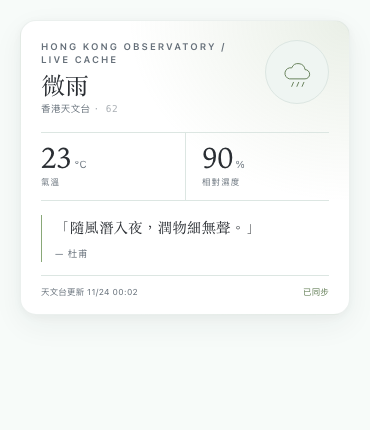 HONG KONG OBSERVATORY /
LIVE CACHE
微雨
香港天文台 · 62
23 °C
氣溫
90 %
相對濕度
「隨風潛入夜，潤物細無聲。」
— 杜甫
天文台更新 11/24 00:02
已同步